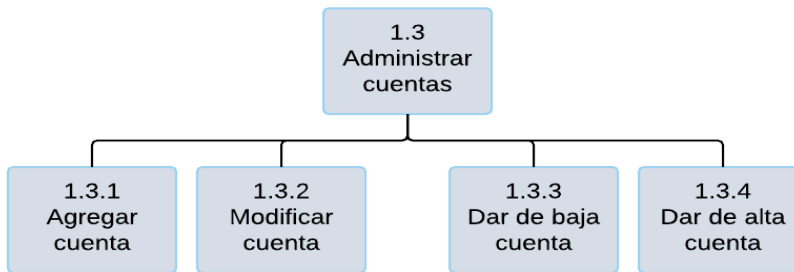 1.3
Administrar
cuentas
1.3.1
Agregar
cuenta
1.3.2
Modificar
cuenta
1.3.3
Dar de baja
cuenta
1.3.4
Dar de alta
cuenta